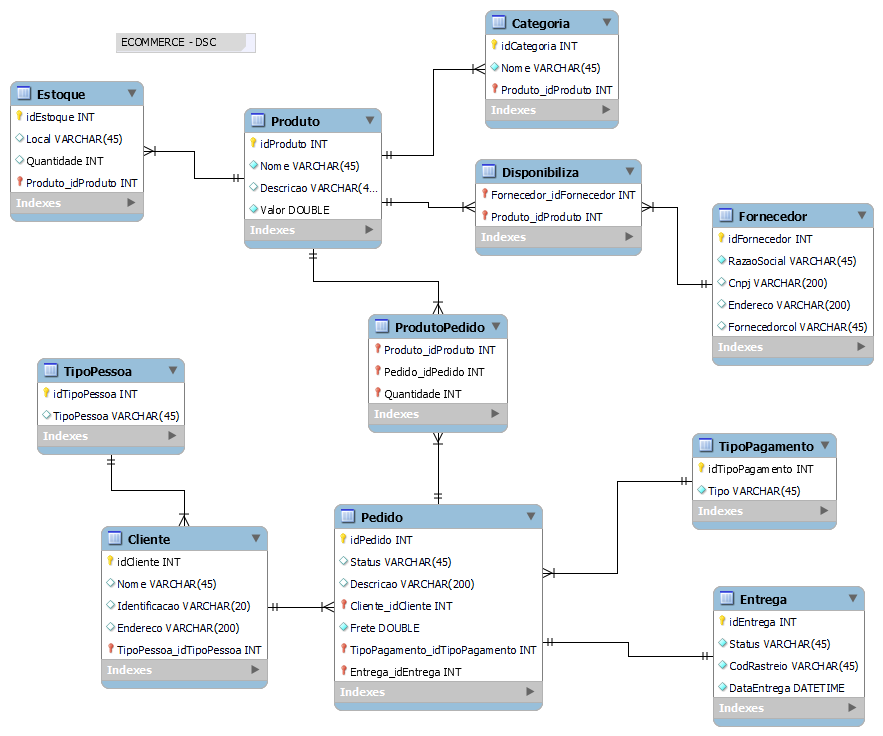 ECOMMERCE - DSC
Categoria
idCategoria INT
Nome VARCHAR(45)
Produto_idProduto INT
Indexes
Estoque
idEstoque INT
Local VARCHAR(45)
Quantidade INT
Produto_idProduto INT
Indexes
Produto
idProduto INT
Nome VARCHAR(45)
Descricao VARCHAR(4...
Valor DOUBLE
Indexes
Disponibiliza
Fornecedor_idFornecedor INT
Produto_idProduto INT
Indexes
Fornecedor
idFornecedor INT
RazaoSocial VARCHAR(45)
Cnpj VARCHAR(200)
Endereco VARCHAR(200)
Fornecedorcol VARCHAR(45)
Indexes
ProdutoPedido
Produto_idProduto INT
Pedido_idPedido INT
Quantidade INT
Indexes
TipoPessoa
idTipoPessoa INT
TipoPessoa VARCHAR(45)
Indexes
TipoPagamento
idTipoPagamento INT
Tipo VARCHAR(45)
Indexes
Cliente
idCliente INT
Nome VARCHAR(45)
Identificacao VARCHAR(20)
Endereco VARCHAR(200)
TipoPessoa_idTipoPessoa INT
Indexes
Pedido
idPedido INT
Status VARCHAR(45)
Descricao VARCHAR(200)
Cliente_idCliente INT
Frete DOUBLE
TipoPagamento_idTipoPagamento INT
Entrega_idEntrega INT
Indexes
Entrega
idEntrega INT
Status VARCHAR(45)
CodRastreio VARCHAR(45)
DataEntrega DATETIME
Indexes